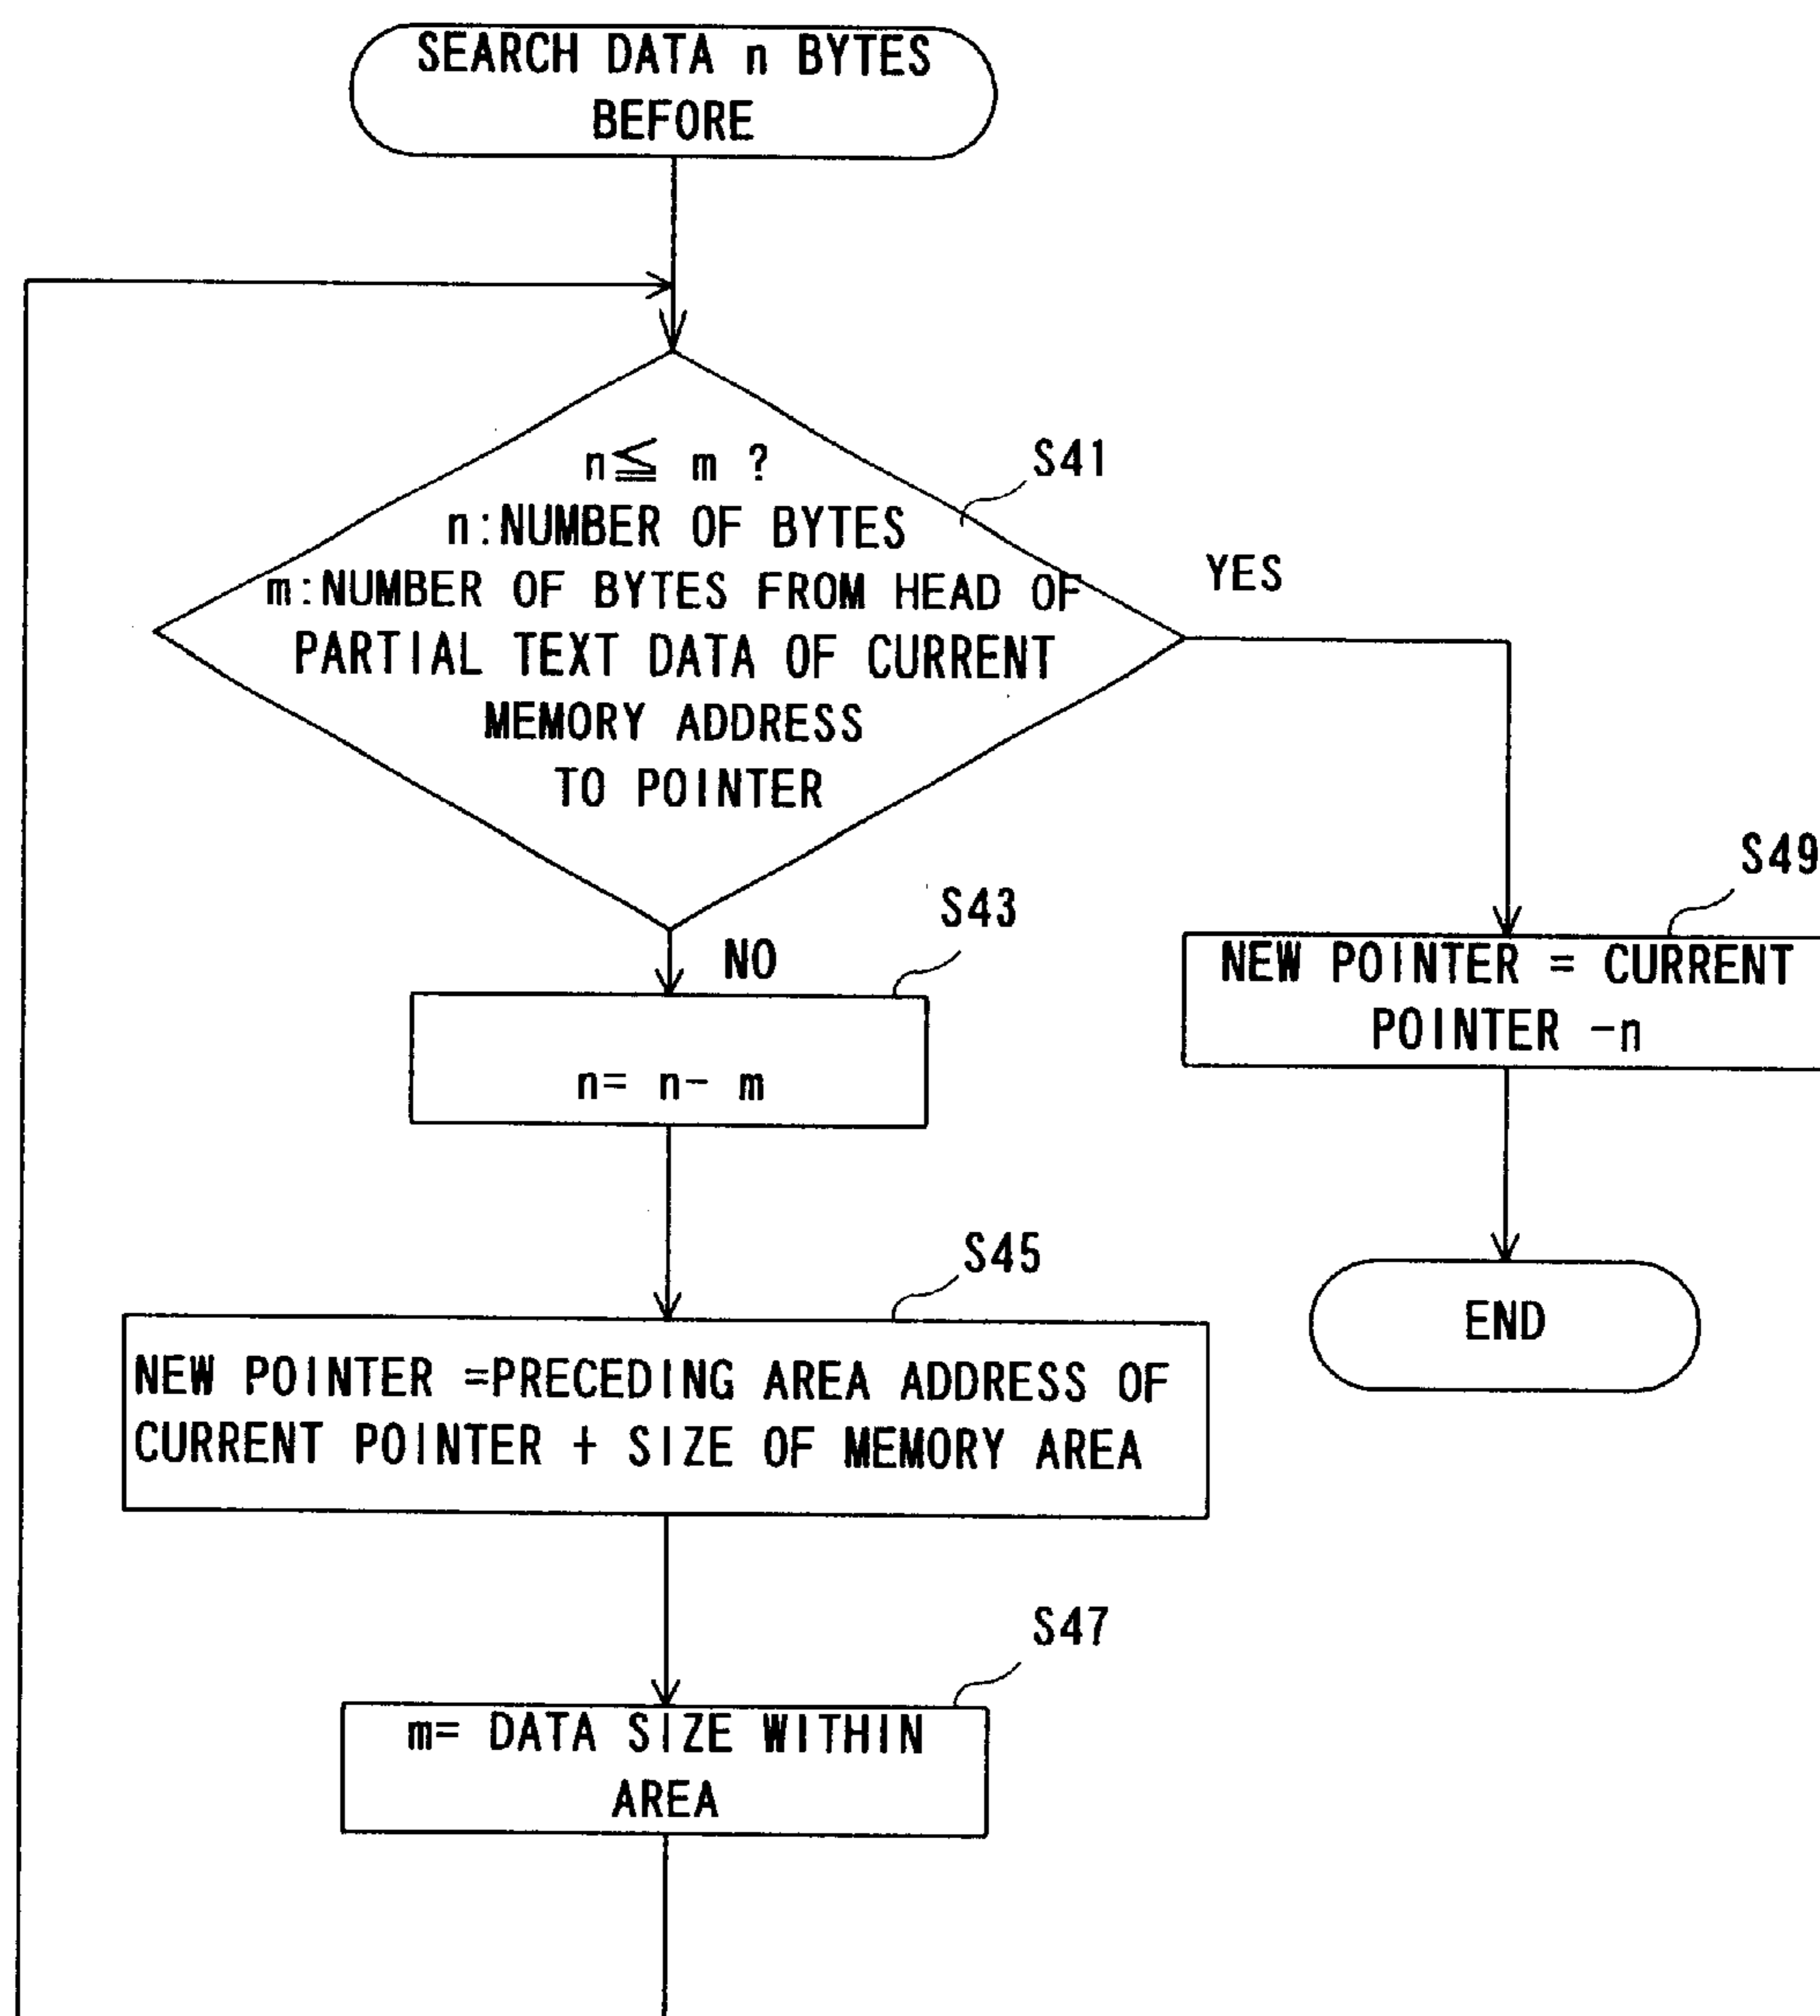 SEARCH DATA n BYTES
BEFORE
n≦ m ?
n:NUMBER OF BYTES
m:NUMBER OF BYTES FROM HEAD OF
PARTIAL TEXT DATA OF CURRENT
MEMORY ADDRESS
TO POINTER
S41
YES
NO
S43
n= n- m
S49
NEW POINTER = CURRENT
POINTER -n
END
S45
NEW POINTER =PRECEDING AREA ADDRESS OF
CURRENT POINTER + SIZE OF MEMORY AREA
S47
m= DATA SIZE WITHIN
AREA